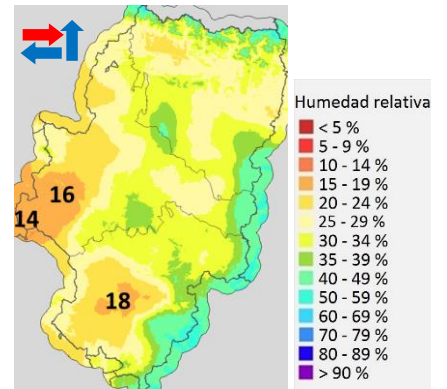 Humedad relativa
< 5 %
5 - 9 %
10 - 14 %
15 - 19 %
20 - 24 %
25 - 29 %
30 - 34 %
35 - 39 %
40 - 49 %
50 - 59 %
60 - 69 %
70 - 79 %
80 - 89 %
> 90 %
16
14
18